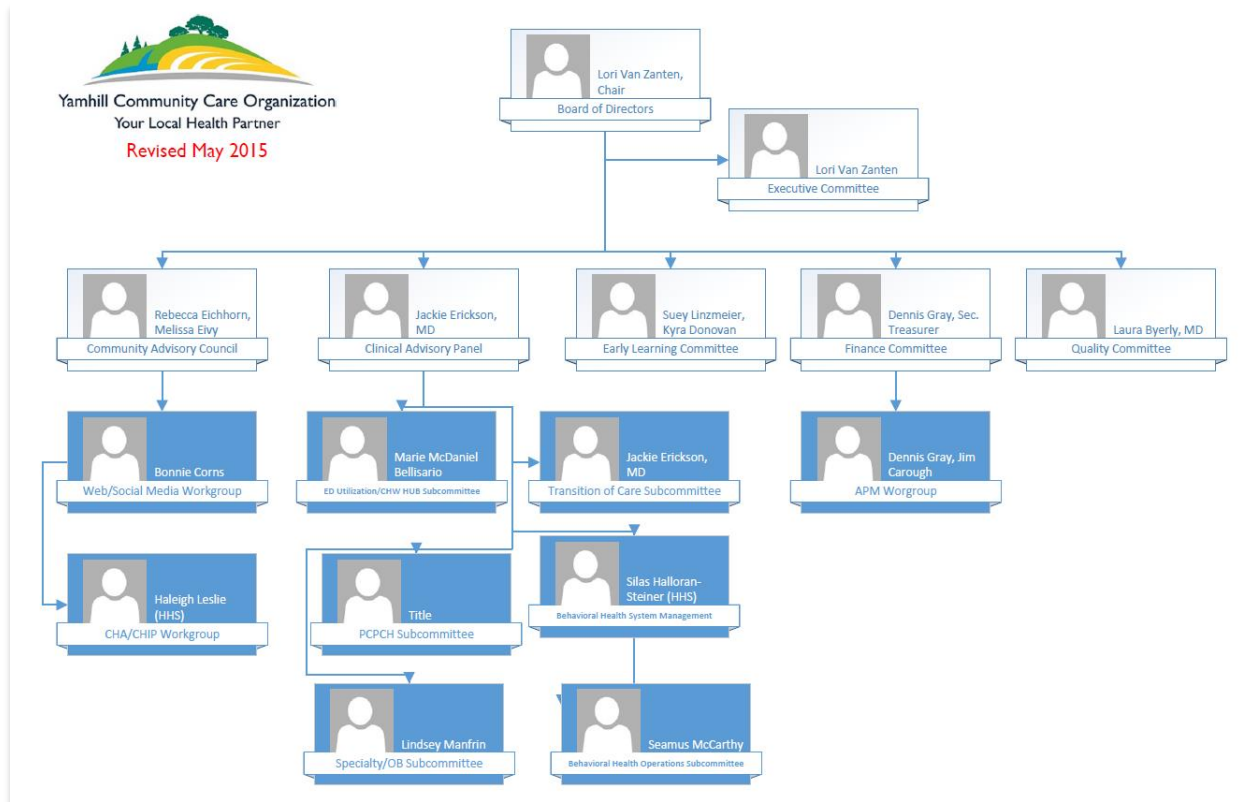 Yamhill Community Care Organization
Your Local Health Partner
Revised May 2015
Lori Van Zanten,
Chair
Board of Directors
Lori Van Zanten
Executive Committee
Rebecca Eichhorn,
Melissa Eivy
Community Advisory Council
Jackie Erickson,
MD
Clinical Advisory Panel
Suey Linzmeier,
Kyra Donovan
Early Learning Committee
Dennis Gray, Sec.
Treasurer
Finance Committee
Laura Byerly, MD
Quality Committee
Bonnie Corns
Web/Social Media Workgroup
Marie McDaniel
Bellisario
ED Utilization/CHW HUB Subcommittee
Jackie Erickson,
MD
Transition of Care Subcommittee
Dennis Gray, Jim
Carough
APM Worgroup
Haleigh Leslie
(HHS)
CHA/CHIP Workgroup
Title
PCPCH Subcommittee
Silas Halloran-
Steiner (HHS)
Behavioral Health System Management
Lindsey Manfrin
Specialty/OB Subcommittee
Seamus McCarthy
Behavioral Health Operations Subcommittee